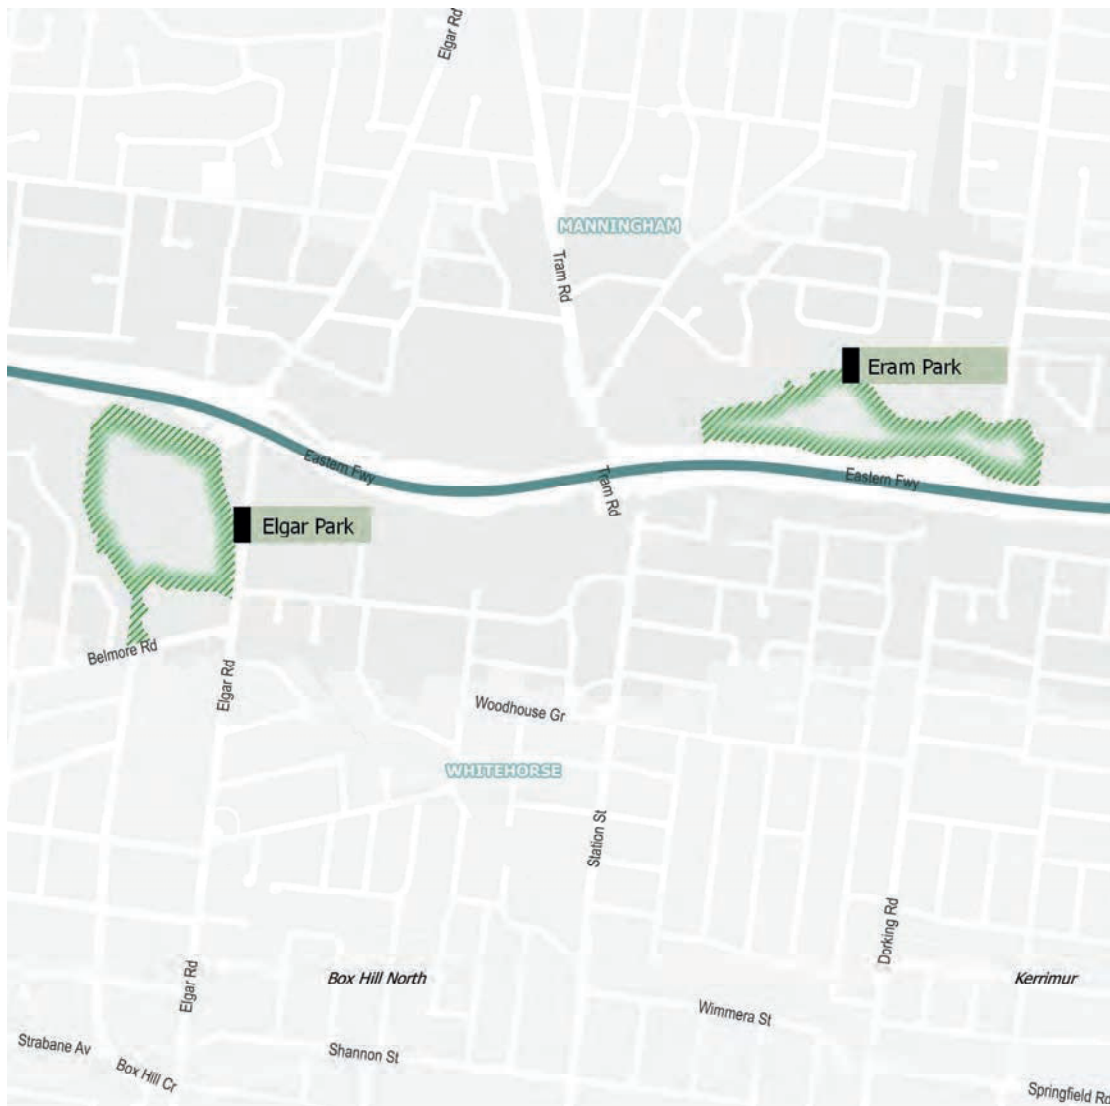 Elgar Rd
MANNINGHAM
Tram Rd
Eram Park
Eastern Fwy
Eastern Fwy
Tram Rd
Elgar Park
Belmore Rd
Elgar Rd
Woodhouse Gr
WHITEHORSE
Station St
Dorking Rd
Elgar Rd
Box Hill North
Kerrimur
Wimmera St
Strabane Av
Shannon St
Box Hill Cr
Springfield Rd